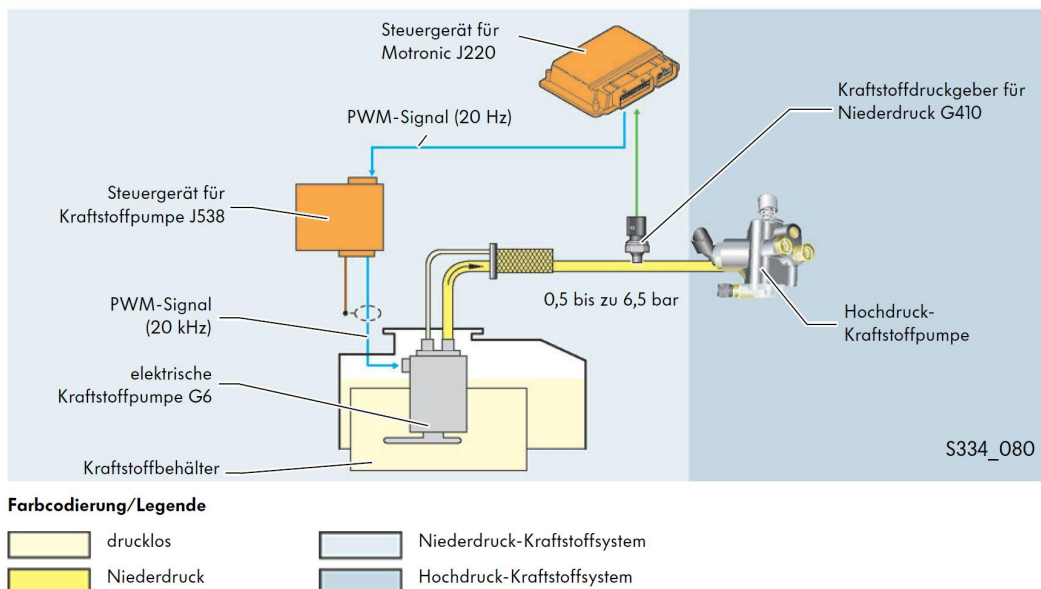 Steuergerät für
Motronic J220
Kraftstoffdruckgeber für
Niederdruck G410
PWM-Signal (20 Hz)
Steuergerät für
Kraftstoffpumpe J538
0,5 bis zu 6,5 bar
PWM-Signal
(20 kHz)
Hochdruck-
Kraftstoffpumpe
elektrische
Kraftstoffpumpe G6
Kraftstoffbehälter
S334_080
Farbcodierung/Legende
drucklos
Niederdruck-Kraftstoffsystem
Niederdruck
Hochdruck-Kraftstoffsystem